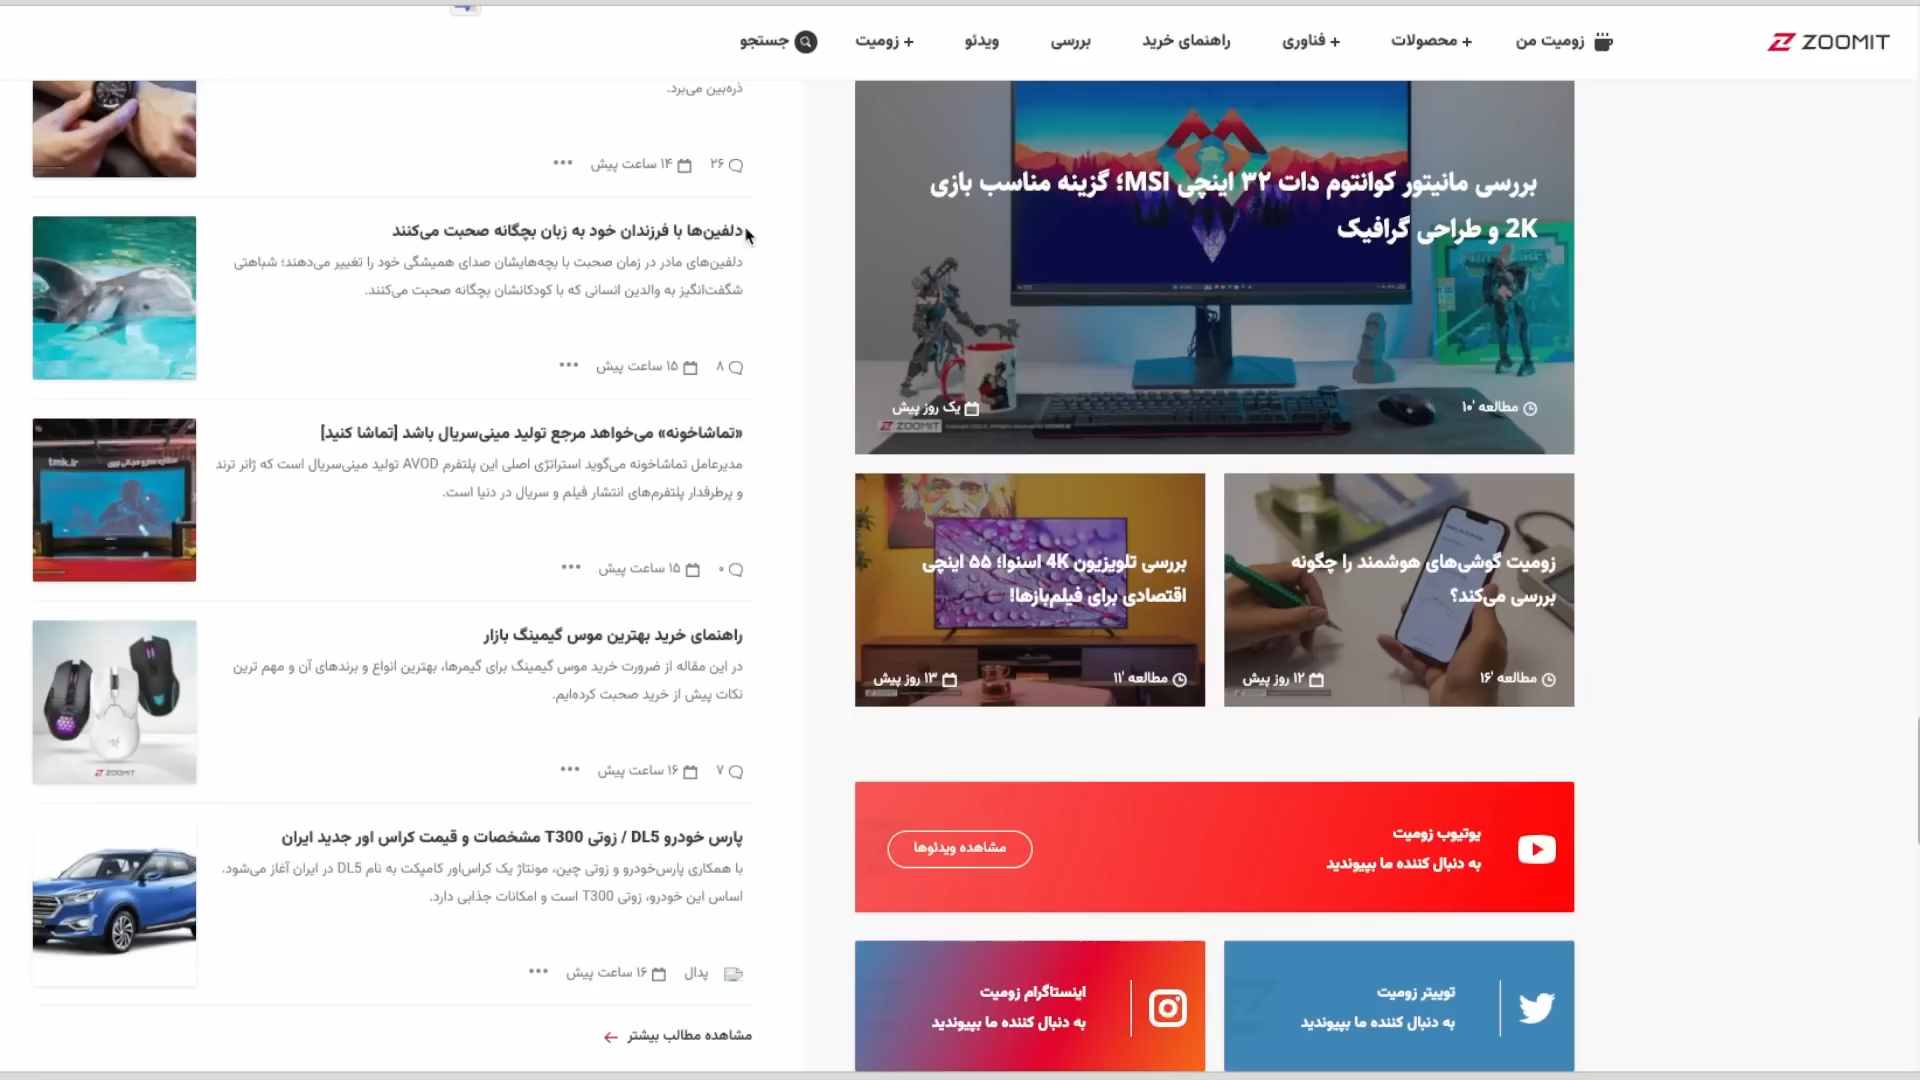 ZOOMIT
زومیت من
محصولات +
فناوری +
راهنمای خرید
بررسی
ویدئو
زومیت +
جستجو
بررسی مانیتور کوانتوم دات ۳۲ اینچی MSI؛ گزینه مناسب بازی
2K و طراحی گرافیک
مطالعه '۱۰
یک روز پیش
ZOOMIT
زومیت گوشی‌های هوشمند را چگونه
بررسی می‌کند؟
مطالعه '۱۶
۱۲ روز پیش
بررسی تلویزیون 4K اسنوا؛ ۵۵ اینچی
اقتصادی برای فیلم‌بازها!
مطالعه '۱۱
۱۳ روز پیش
یوتیوب زومیت
به دنبال کننده ما بپیوندید
مشاهده ویدئوها
توییتر زومیت
به دنبال کننده ما بپیوندید
اینستاگرام زومیت
به دنبال کننده ما بپیوندید
ذره‌بین می‌برد.
۲۶
۱۴ ساعت پیش
دلفین‌ها با فرزندان خود به زبان بچگانه صحبت می‌کنند
دلفین‌های مادر در زمان صحبت با بچه‌هایشان صدای همیشگی خود را تغییر می‌دهند؛ شباهتی
شگفت‌انگیز به والدین انسانی که با کودکانشان بچگانه صحبت می‌کنند.
۸
۱۵ ساعت پیش
«تماشاخونه» می‌خواهد مرجع تولید مینی‌سریال باشد [تماشا کنید]
مدیرعامل تماشاخونه می‌گوید استراتژی اصلی این پلتفرم AVOD تولید مینی‌سریال است که ژانر ترند
و پرطرفدار پلتفرم‌های انتشار فیلم و سریال در دنیا است.
tmk.ir
۰
۱۵ ساعت پیش
راهنمای خرید بهترین موس گیمینگ بازار
در این مقاله از ضرورت خرید موس گیمینگ برای گیمرها، بهترین انواع و برندهای آن و مهم ترین
نکات پیش از خرید صحبت کرده‌ایم.
ZOOMIT
۷
۱۶ ساعت پیش
پارس خودرو DL5 / زوتی T300 مشخصات و قیمت کراس اور جدید ایران
با همکاری پارس‌خودرو و زوتی چین، مونتاژ یک کراس‌اور کامپکت به نام DL5 در ایران آغاز می‌شود.
اساس این خودرو، زوتی T300 است و امکانات جذابی دارد.
پدال
۱۶ ساعت پیش
مشاهده مطالب بیشتر